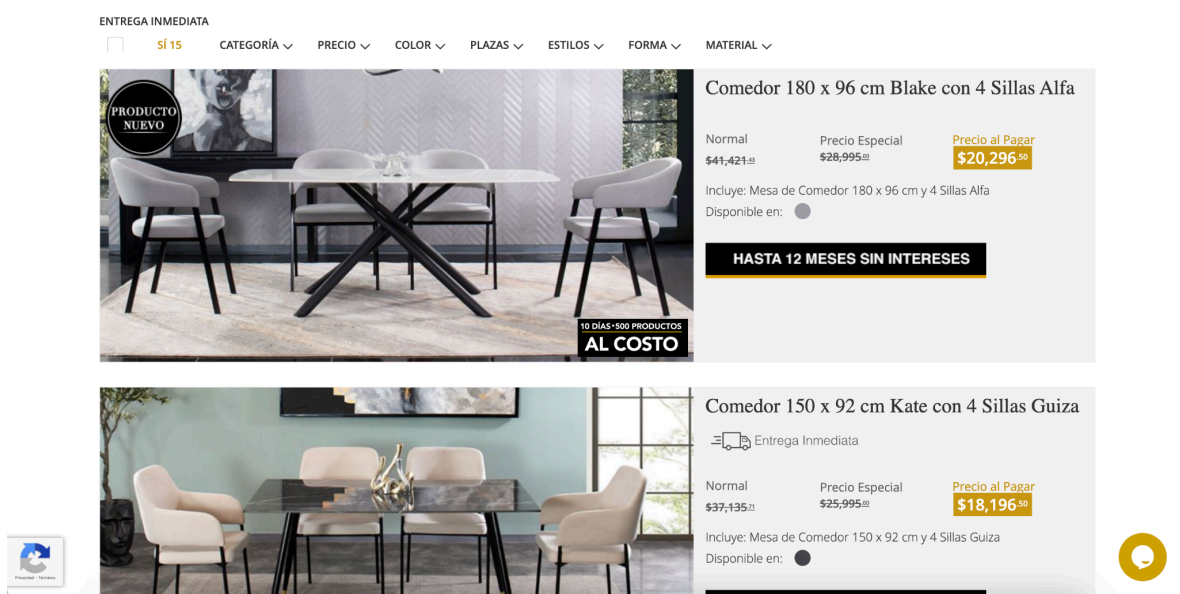 ENTREGA INMEDIATA
SÍ 15 CATEGORÍA PRECIO COLOR PLAZAS ESTILOS FORMA MATERIAL
PRODUCTO
NUEVO
10 DÍAS•500 PRODUCTOS
AL COSTO
Comedor 180 x 96 cm Blake con 4 Sillas Alfa
Normal Precio Especial Precio al Pagar
$41,421.43 $28,995.00 $20,296.50
Incluye: Mesa de Comedor 180 x 96 cm y 4 Sillas Alfa
Disponible en:
HASTA 12 MESES SIN INTERESES
Comedor 150 x 92 cm Kate con 4 Sillas Guiza
Entrega Inmediata
Normal Precio Especial Precio al Pagar
$37,135.71 $25,995.00 $18,196.50
Incluye: Mesa de Comedor 150 x 92 cm y 4 Sillas Guiza
Disponible en:
Privacidad - Términos